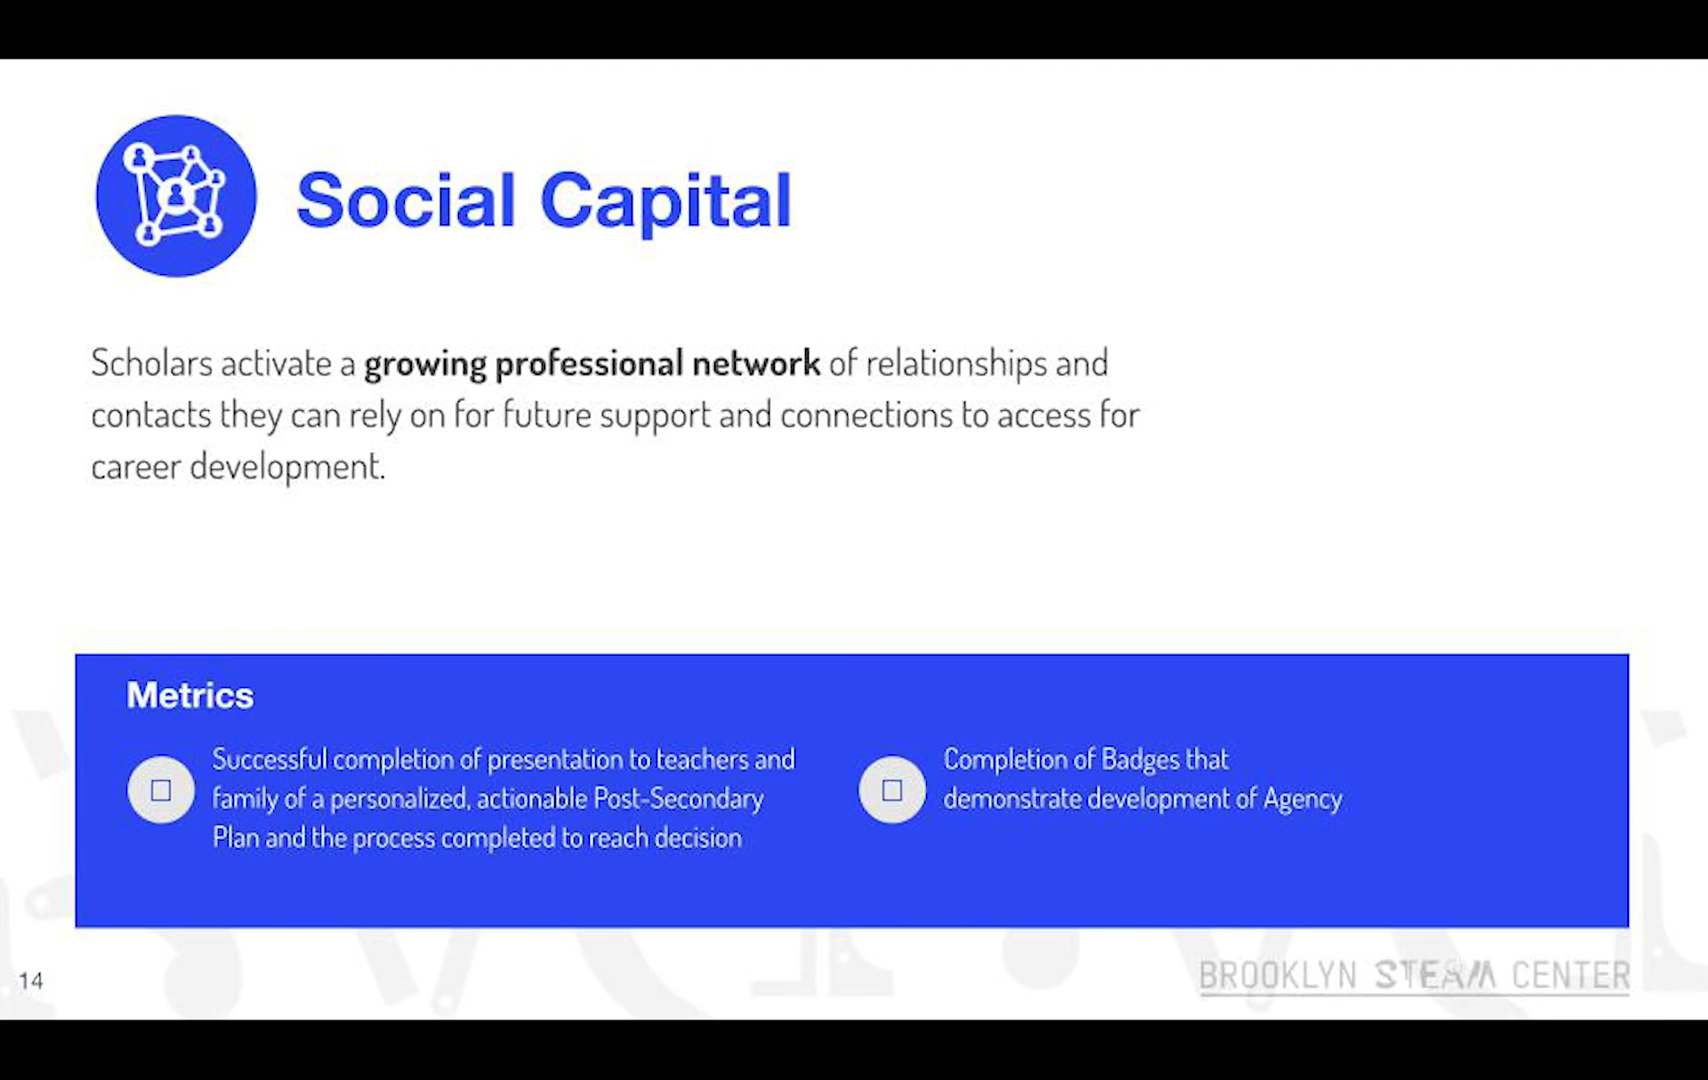 Social Capital
Scholars activate a growing professional network of relationships and
contacts they can rely on for future support and connections to access for
career development.
Metrics
Successful completion of presentation to teachers and
family of a personalized, actionable Post-Secondary
Plan and the process completed to reach decision
Completion of Badges that
demonstrate development of Agency
14
BROOKLYN STEAM CENTER